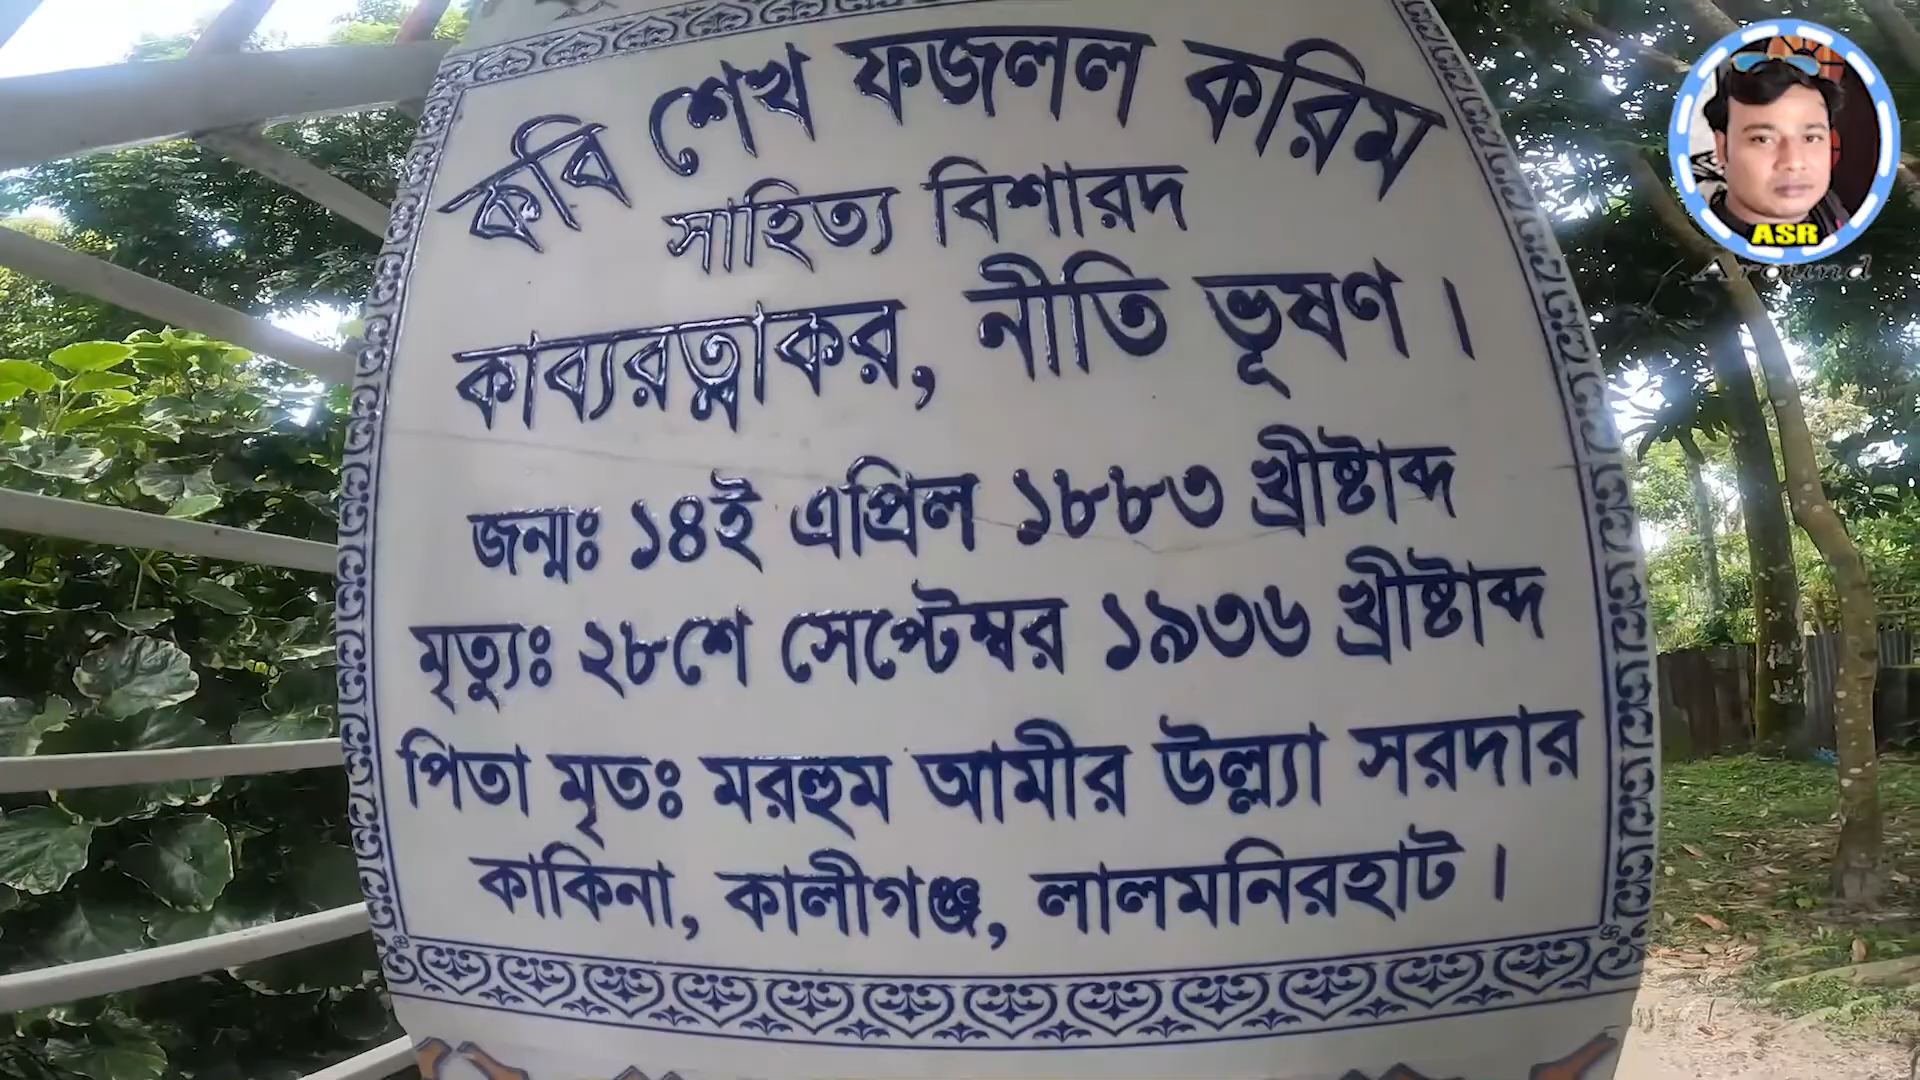 কবি শেখ ফজলল করিম
সাহিত্য বিশারদ
কাব্যরত্নাকর, নীতি ভূষণ।
জন্মঃ ১৪ই এপ্রিল ১৮৮৩ খ্রীষ্টাব্দ
মৃত্যুঃ ২৮শে সেপ্টেম্বর ১৯৩৬ খ্রীষ্টাব্দ
পিতা মৃতঃ মরহুম আমীর উল্ল্যা সরদার
কাকিনা, কালীগঞ্জ, লালমনিরহাট।
ASR
Around